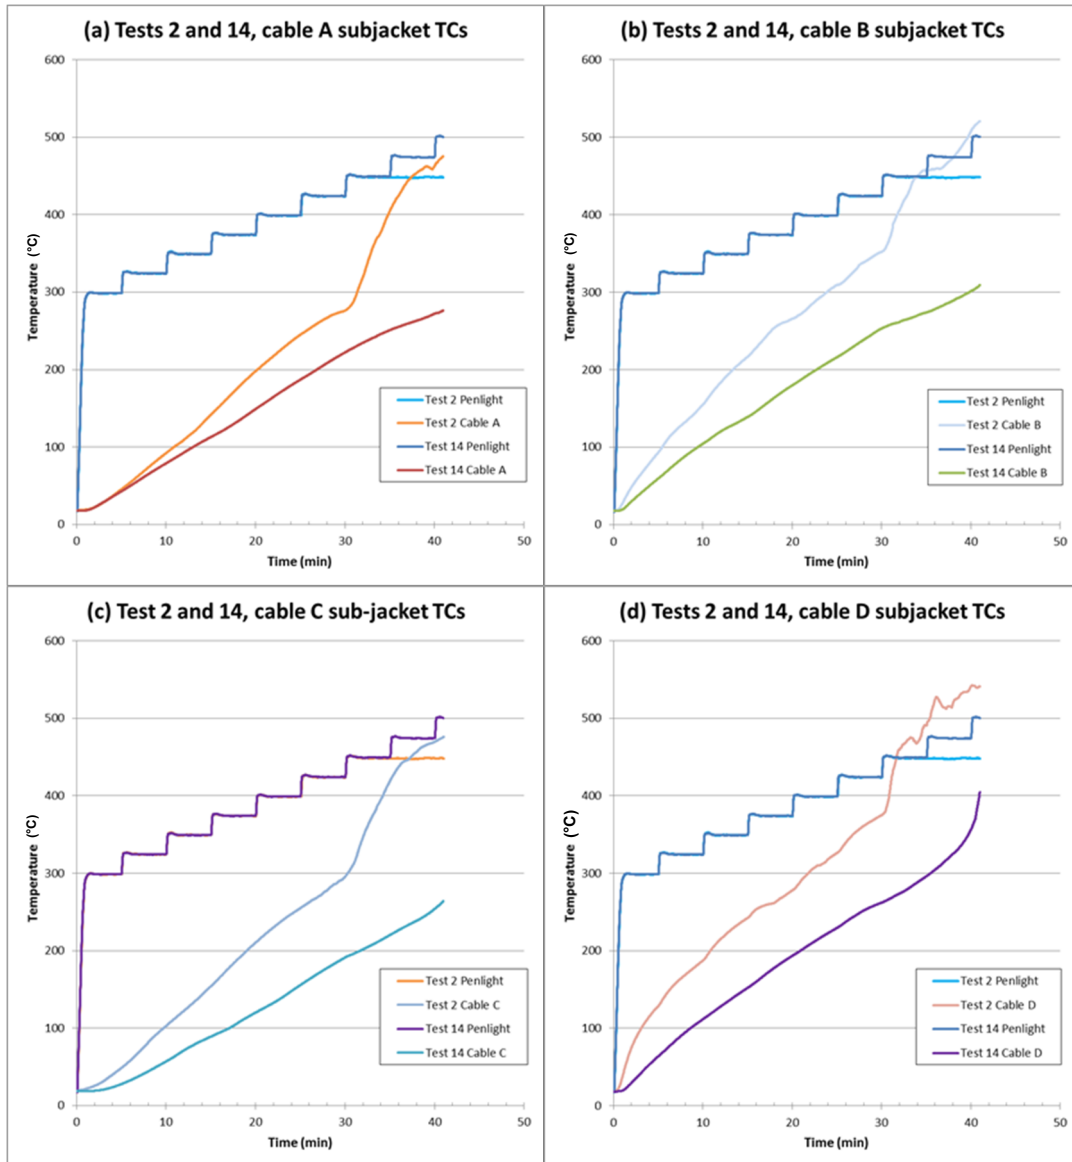 (a) Tests 2 and 14, cable A subjacket TCs
600
500
400
300
200
100
0
Temperature (°C)
0 10 20 30 40 50
Time (min)
Test 2 Penlight
Test 2 Cable A
Test 14 Penlight
Test 14 Cable A
(b) Tests 2 and 14, cable B subjacket TCs
600
500
400
300
200
100
0
Temperature (°C)
0 10 20 30 40 50
Time (min)
Test 2 Penlight
Test 2 Cable B
Test 14 Penlight
Test 14 Cable B
(c) Test 2 and 14, cable C sub-jacket TCs
600
500
400
300
200
100
0
Temperature (°C)
0 10 20 30 40 50
Time (min)
Test 2 Penlight
Test 2 Cable C
Test 14 Penlight
Test 14 Cable C
(d) Tests 2 and 14, cable D subjacket TCs
600
500
400
300
200
100
0
Temperature (°C)
0 10 20 30 40 50
Time (min)
Test 2 Penlight
Test 2 Cable D
Test 14 Penlight
Test 14 Cable D